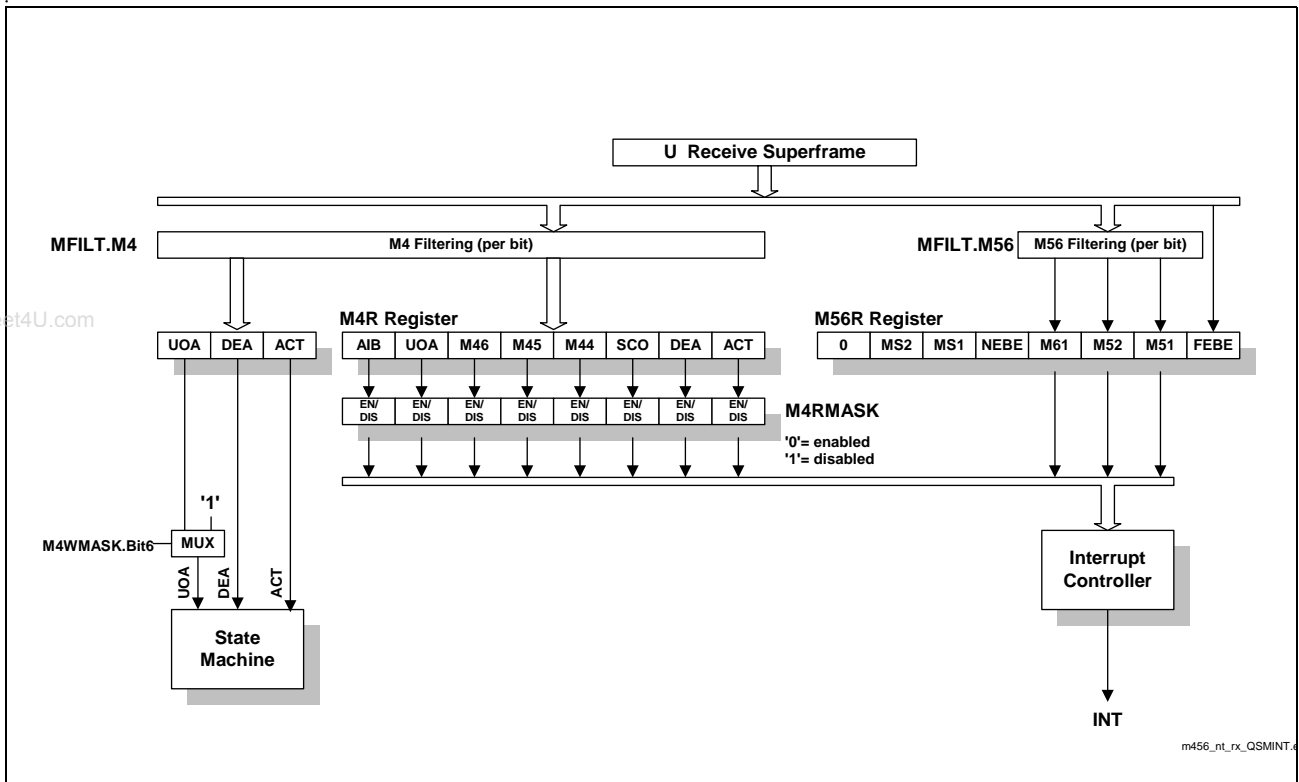 U Receive Superframe
MFILT.M4
M4 Filtering (per bit)
MFILT.M56
M56 Filtering (per bit)
et4U.com
M4R Register
M56R Register
UOA DEA ACT
AIB UOA M46 M45 M44 SCO DEA ACT
0 MS2 MS1 NEBE M61 M52 M51 FEBE
EN/ EN/ EN/ EN/ EN/ EN/ EN/ EN/
DIS DIS DIS DIS DIS DIS DIS DIS
M4RMASK
'0'= enabled
'1'= disabled
'1'
M4WMASK.Bit6
MUX
UOA
DEA
ACT
State
Machine
Interrupt
Controller
INT
m456_nt_rx_QSMINT.e